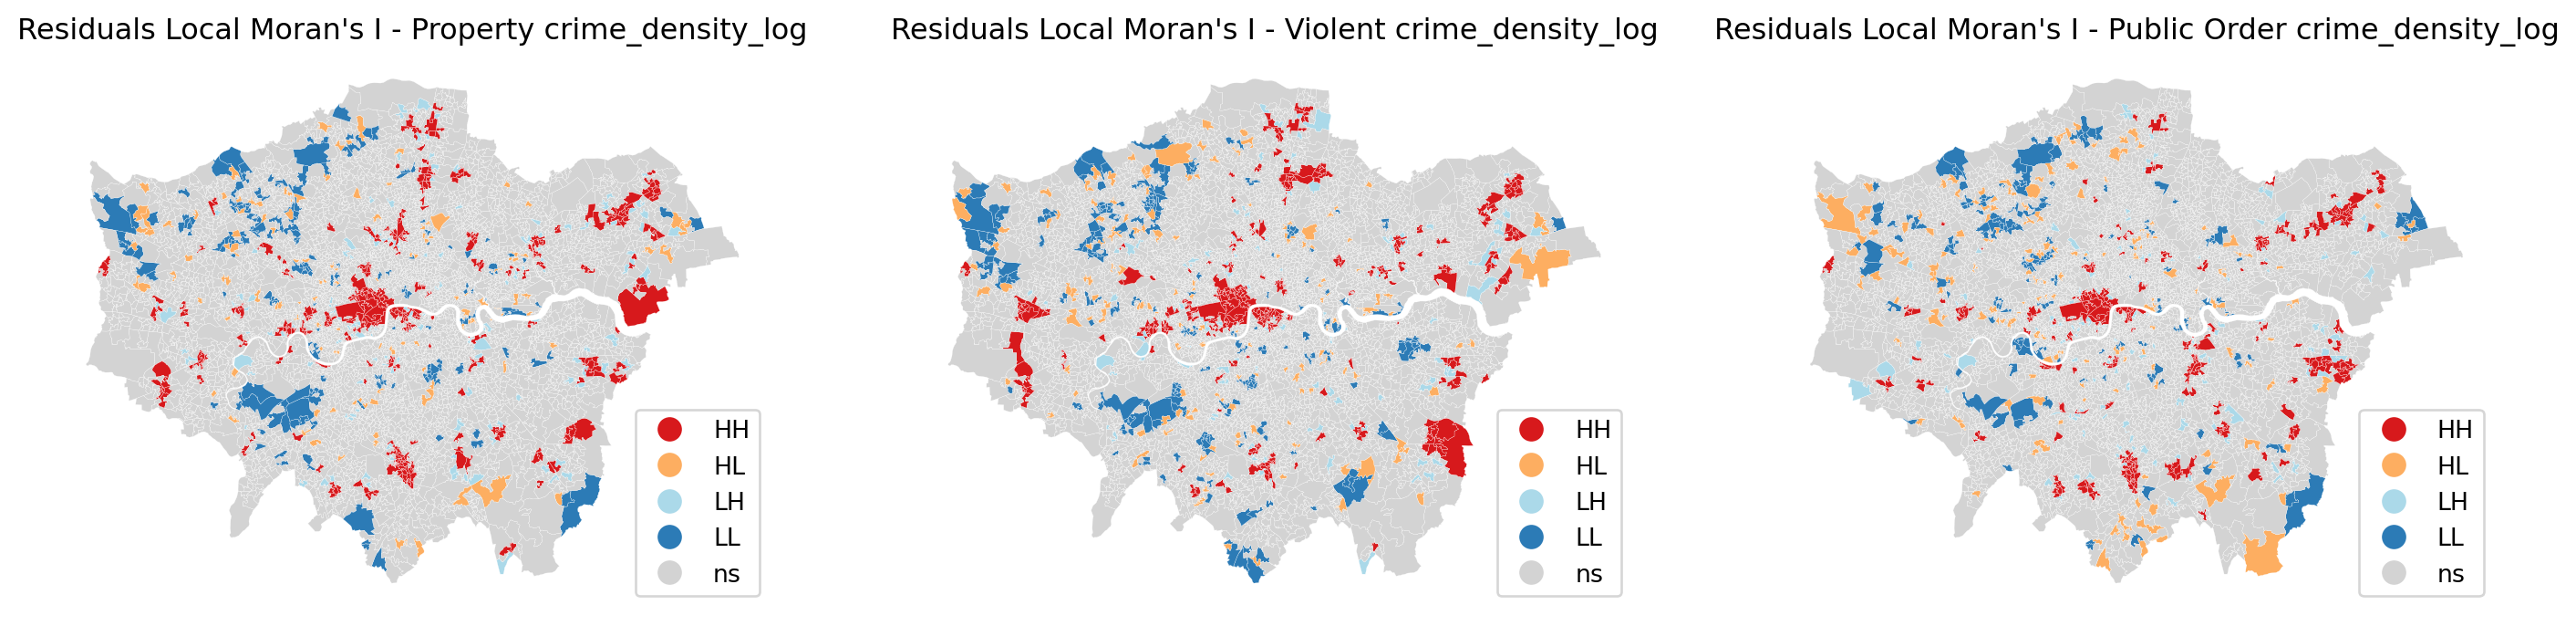 Residuals Local Moran's I - Property crime_density_log
HH
HL
LH
LL
ns
Residuals Local Moran's I - Violent crime_density_log
HH
HL
LH
LL
ns
Residuals Local Moran's I - Public Order crime_density_log
HH
HL
LH
LL
ns